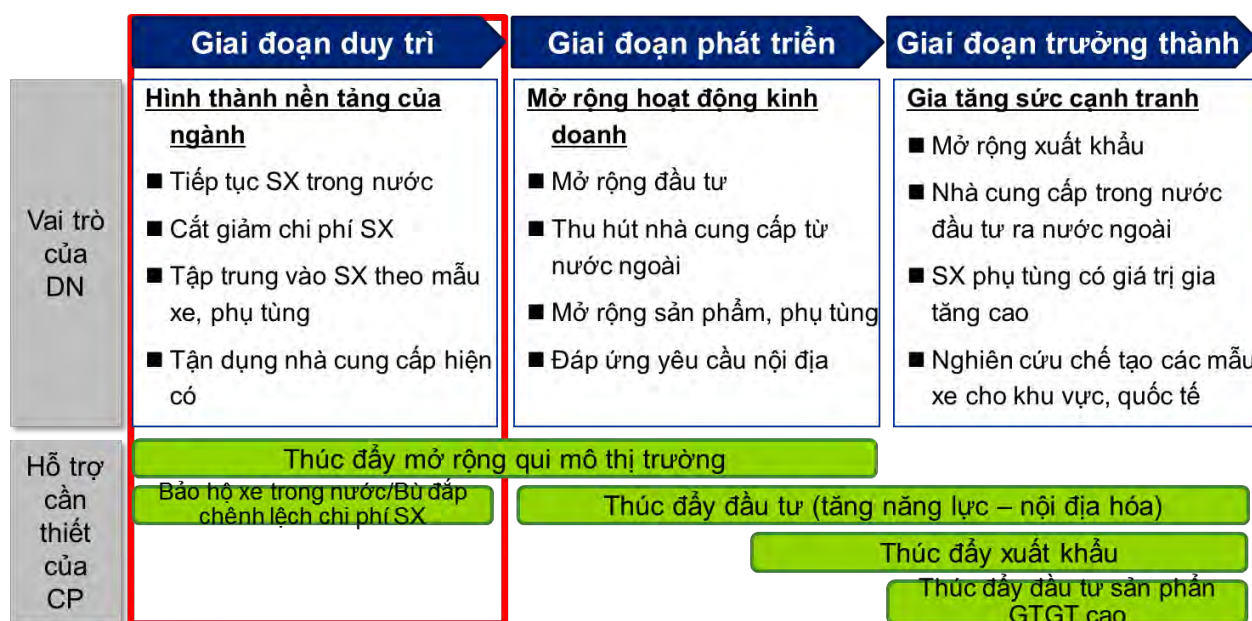 Giai đoạn duy trì
Giai đoạn phát triển
Giai đoạn trưởng thành
Vai trò
của
DN
Hình thành nền tảng của
ngành
■ Tiếp tục SX trong nước
■ Cắt giảm chi phí SX
■ Tập trung vào SX theo mẫu
xe, phụ tùng
■ Tận dụng nhà cung cấp hiện
có
Mở rộng hoạt động kinh
doanh
■ Mở rộng đầu tư
■ Thu hút nhà cung cấp từ
nước ngoài
■ Mở rộng sản phẩm, phụ tùng
■ Đáp ứng yêu cầu nội địa
Gia tăng sức cạnh tranh
■ Mở rộng xuất khẩu
■ Nhà cung cấp trong nước
đầu tư ra nước ngoài
■ SX phụ tùng có giá trị gia
tăng cao
■ Nghiên cứu chế tạo các mẫu
xe cho khu vực, quốc tế
Hỗ trợ
cần
thiết
của
CP
Thúc đẩy mở rộng qui mô thị trường
Bảo hộ xe trong nước/Bù đắp
chênh lệch chi phí SX
Thúc đẩy đầu tư (tăng năng lực – nội địa hóa)
Thúc đẩy xuất khẩu
Thúc đẩy đầu tư sản phẩn
GTGT cao